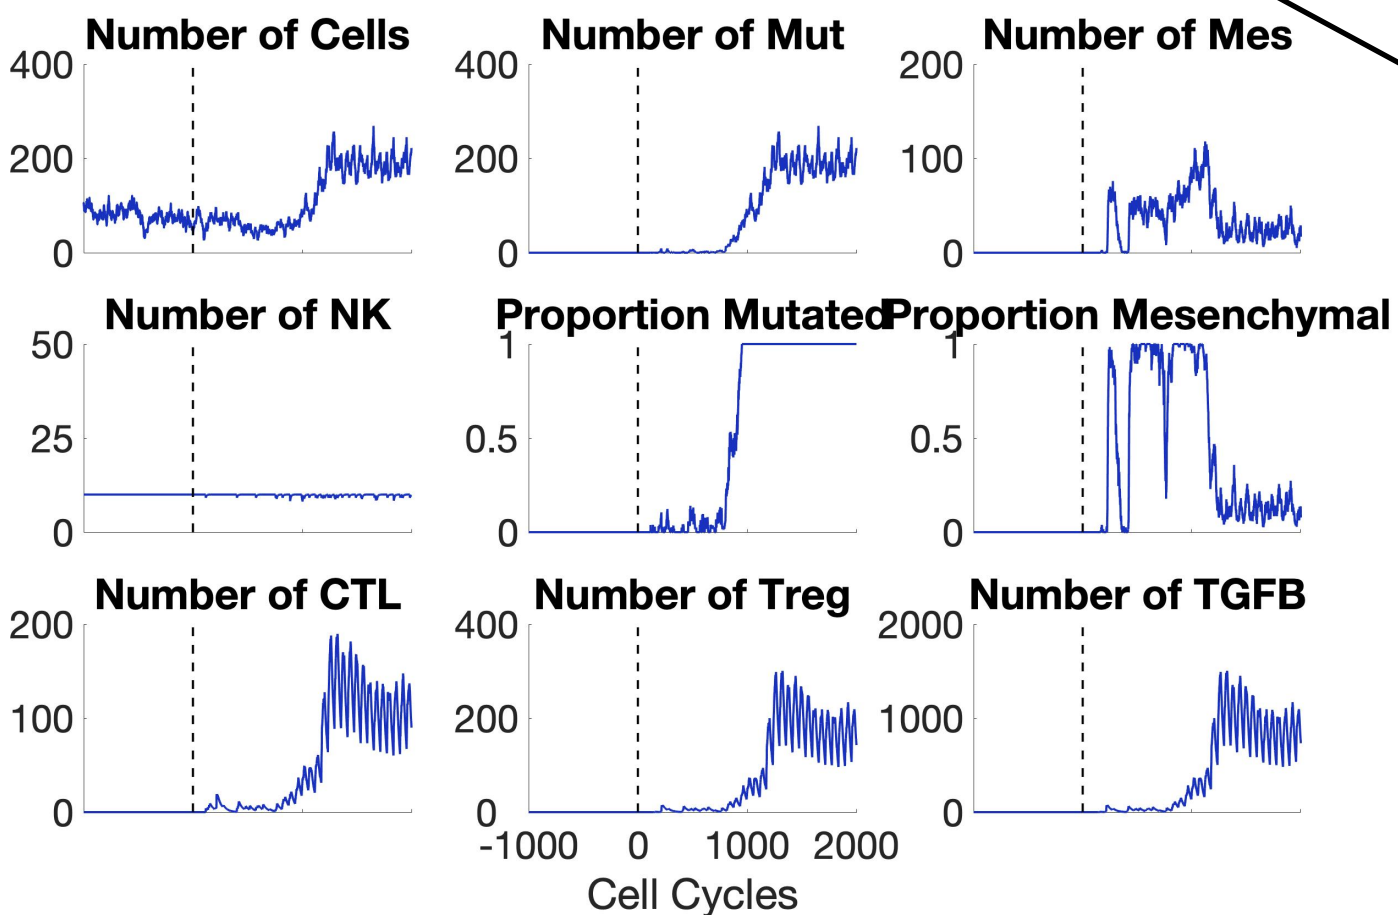 Number of Cells
400
200
0
Number of Mut
400
200
0
Number of Mes
200
100
0
Number of NK
50
25
0
Proportion Mutated
1
0.5
0
Proportion Mesenchymal
1
0.5
0
Number of CTL
200
100
0
Number of Treg
400
200
0
-1000 0 1000 2000
Cell Cycles
Number of TGFB
2000
1000
0